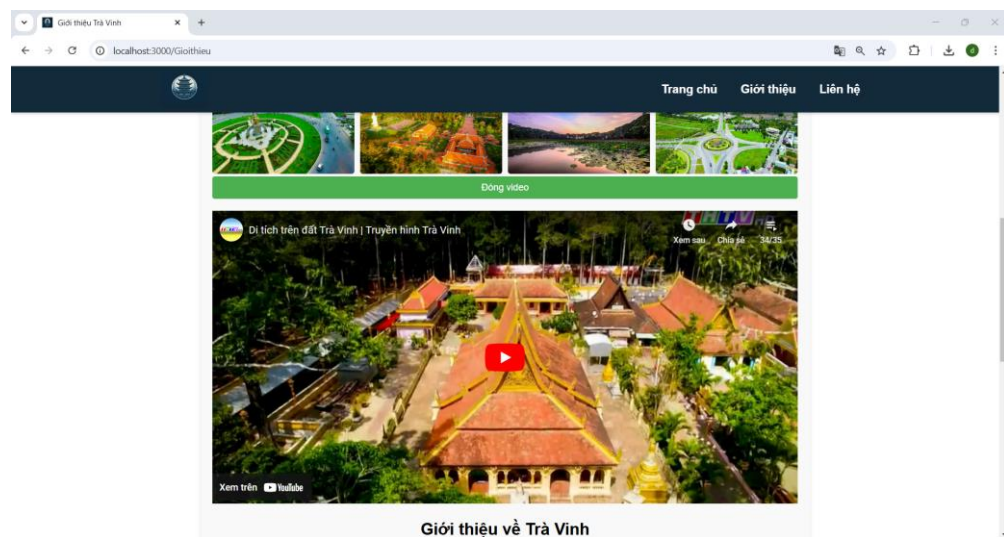 Giới thiệu Trà Vinh
localhost:3000/Gioithieu
Trang chủ Giới thiệu Liên hệ
Đóng video
Di tích trên đất Trà Vinh | Truyền hình Trà Vinh
Xem sau Chia sẻ 34/35
Xem trên YouTube
Giới thiệu về Trà Vinh